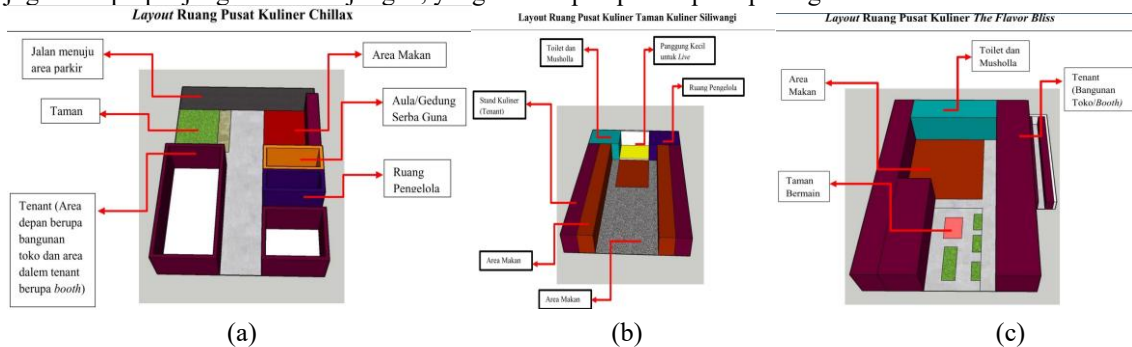 Layout Ruang Pusat Kuliner Chillax
Jalan menuju
area parkir
Area Makan
Taman
Aula/Gedung
Serba Guna
Ruang
Pengelola
Tenant (Area
depan berupa
bangunan
toko dan area
dalem tenant
berupa booth)
(a)
Layout Ruang Pusat Kuliner Taman Kuliner Siliwangi
Toilet dan
Musholla
Panggung Kecil
untuk Live
Ruang Pengelola
Stand Kuliner
(Tenant)
Area Makan
Area Makan
(b)
Layout Ruang Pusat Kuliner The Flavor Bliss
Toilet dan
Musholla
Area
Makan
Tenant
(Bangunan
Toko/Booth)
Taman
Bermain
(c)